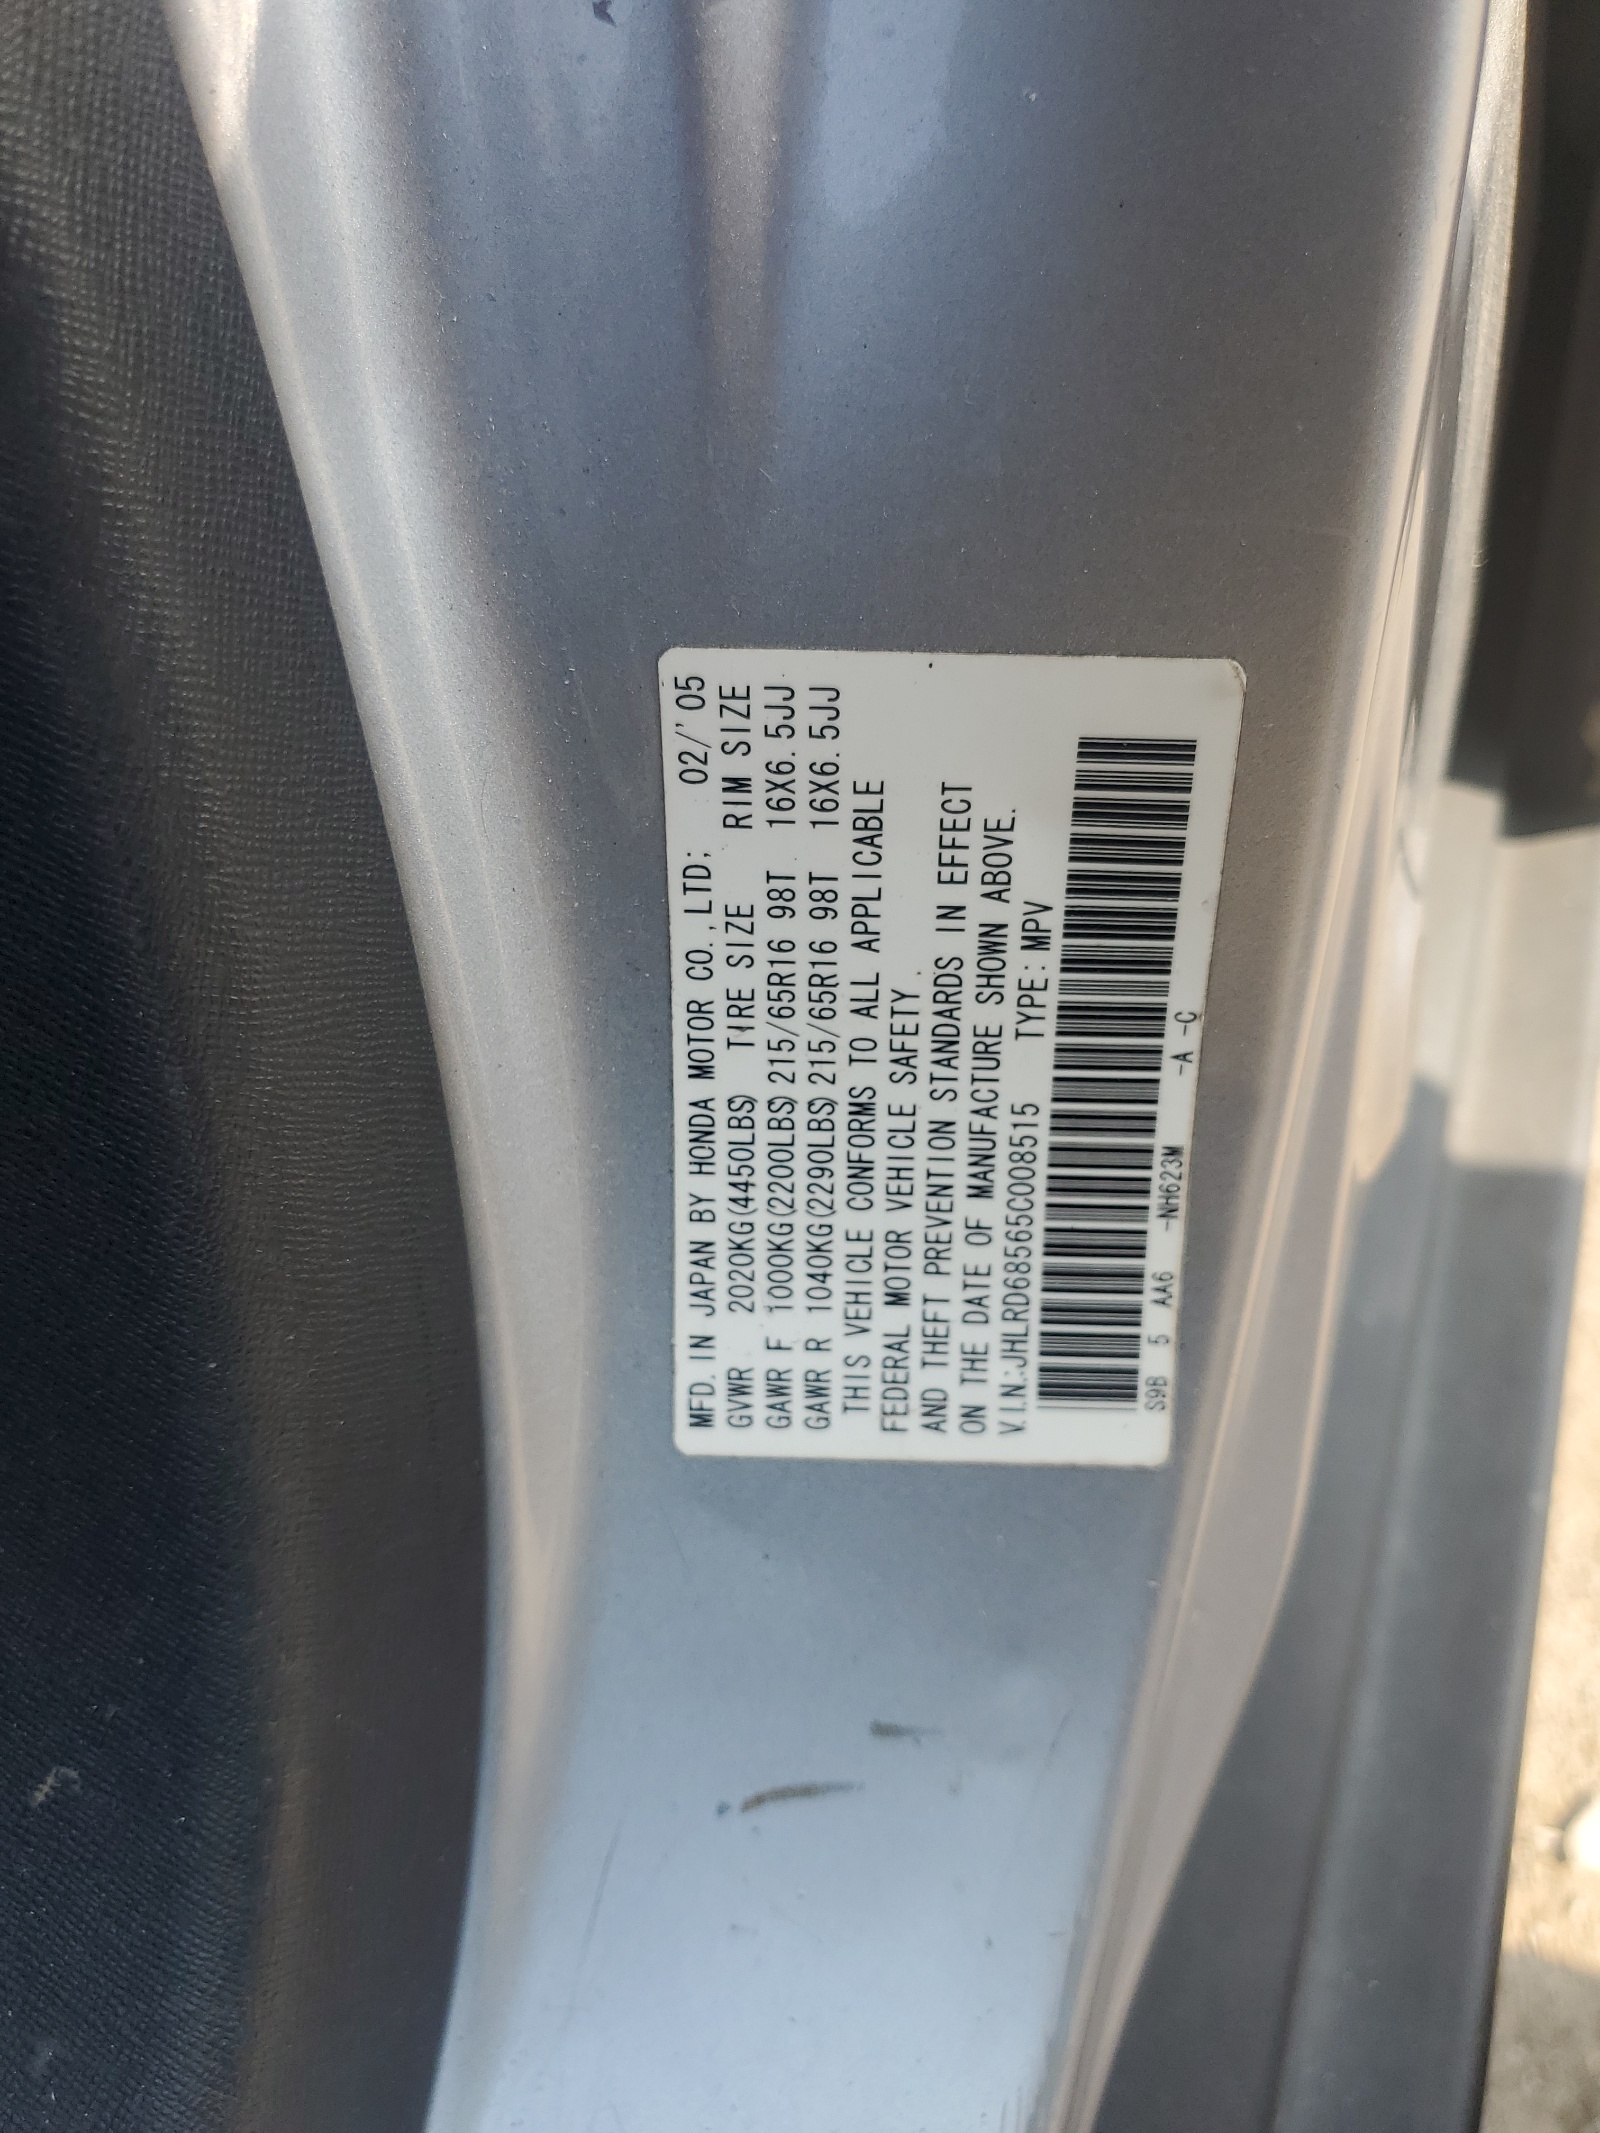 MFD. IN JAPAN BY HONDA MOTOR CO.,LTD; 02/'05
GVWR 2020KG(4450LBS) TIRE SIZE RIM SIZE
GAWR F 1000KG(2200LBS)215/65R16 98T 16X6.5JJ
GAWR R 1040KG(2290LBS)215/65R16 98T 16X6.5JJ
THIS VEHICLE CONFORMS TO ALL APPLICABLE
FEDERAL MOTOR VEHICLE SAFETY
AND THEFT PREVENTION STANDARDS IN EFFECT
ON THE DATE OF MANUFACTURE SHOWN ABOVE.
V.I.N.:JHLRD68565C008515 TYPE:MPV
S9B 5 AA6 -NH623M -A -C